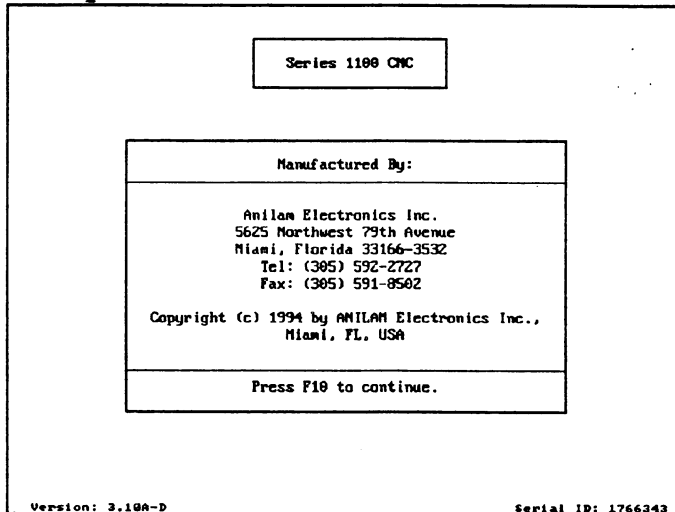 Series 1100 CNC
Manufactured By:
Anilam Electronics Inc.
5625 Northwest 79th Avenue
Miami, Florida 33166-3532
Tel: (305) 592-2727
Fax: (305) 591-8502
Copyright (c) 1994 by ANILAM Electronics Inc.,
Miami, FL, USA
Press F10 to continue.
Version: 3.10A-D
Serial ID: 1766343